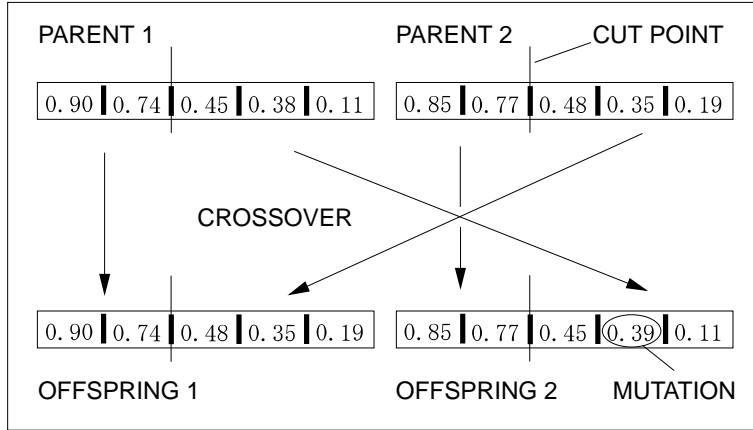 PARENT 1 PARENT 2 CUT POINT
0.90 0.74 0.45 0.38 0.11 0.85 0.77 0.48 0.35 0.19
CROSSOVER
0.90 0.74 0.48 0.35 0.19 0.85 0.77 0.45 0.39 0.11
OFFSPRING 1 OFFSPRING 2 MUTATION